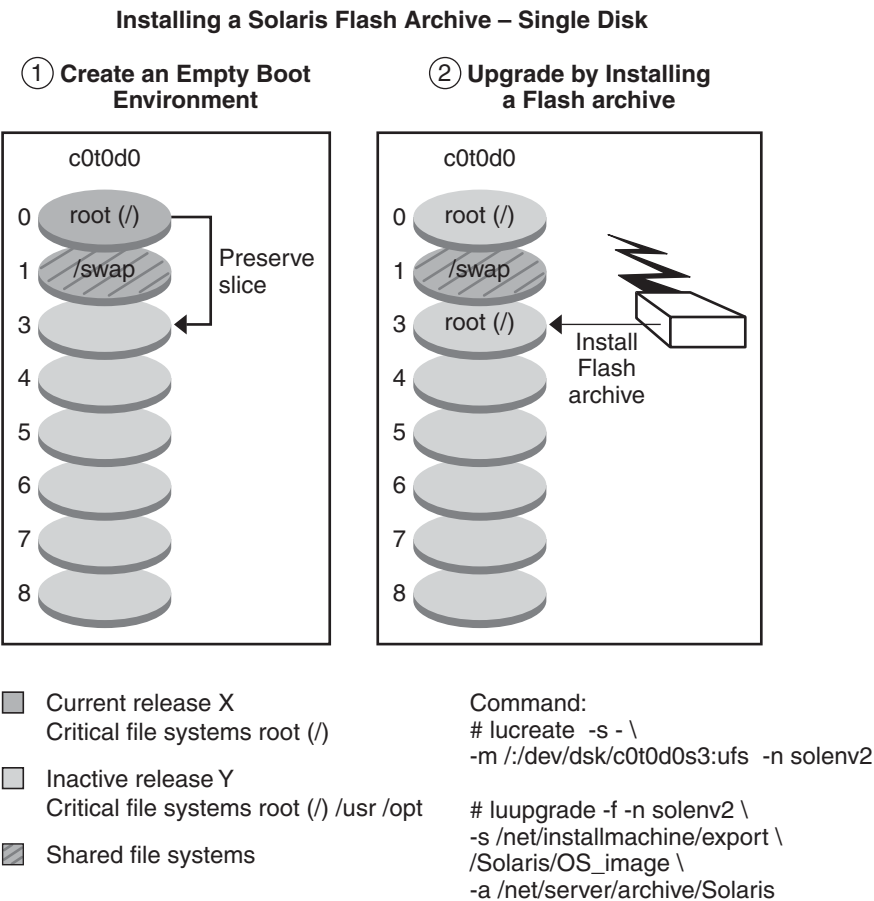 Installing a Solaris Flash Archive – Single Disk
1 Create an Empty Boot
Environment
c0t0d0
0 root (/)
1 /swap
Preserve
slice
3
4
5
6
7
8
2 Upgrade by Installing
a Flash archive
c0t0d0
0 root (/)
1 /swap
3 root (/)
Install
Flash
archive
4
5
6
7
8
Current release X
Critical file systems root (/)
Inactive release Y
Critical file systems root (/) /usr /opt
Shared file systems
Command:
# lucreate -s - \
-m /:/dev/dsk/c0t0d0s3:ufs -n solenv2
# luupgrade -f -n solenv2 \
-s /net/installmachine/export \
/Solaris/OS_image \
-a /net/server/archive/Solaris